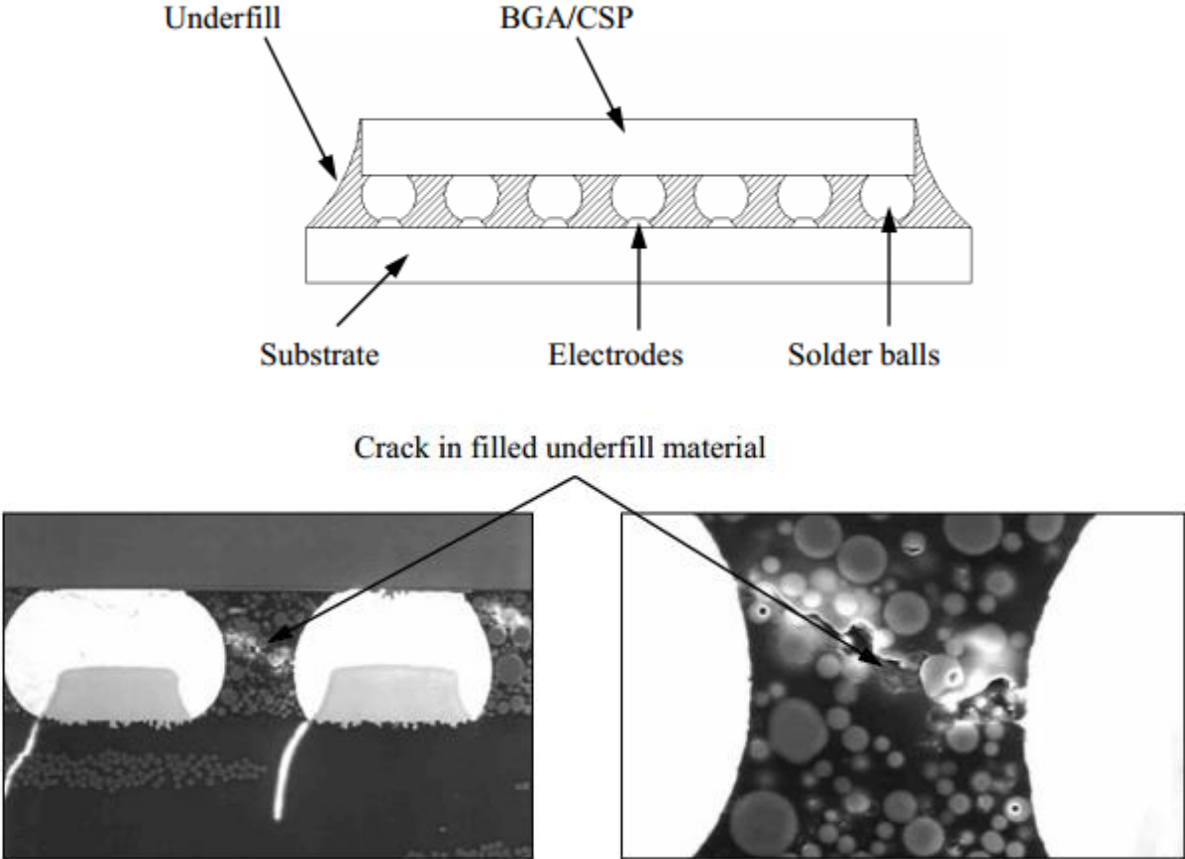 Underfill
BGA/CSP
Substrate
Electrodes
Solder balls
Crack in filled underfill material